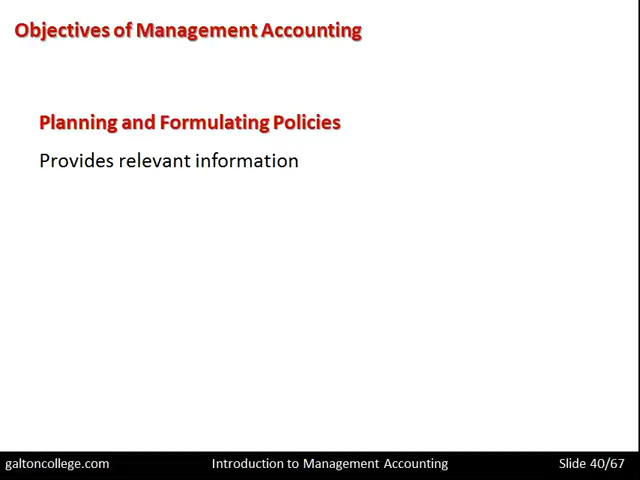 Objectives of Management Accounting
Planning and Formulating Policies
Provides relevant information
galtoncollege.com Introduction to Management Accounting Slide 40/67